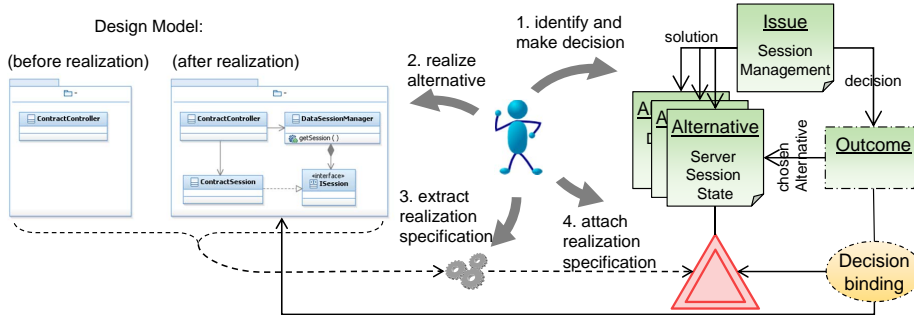 Design Model:
(before realization)
(after realization)
ContractController
ContractController
DataSessionManager
getSession ( )
ContractSession
«interface»
ISession
1. identify and
make decision
2. realize
alternative
3. extract
realization
specification
4. attach
realization
specification
Issue
Session
Management
solution
decision
A
A
Alternative
Server
Session
State
chosen
Alternative
Outcome
Decision
binding